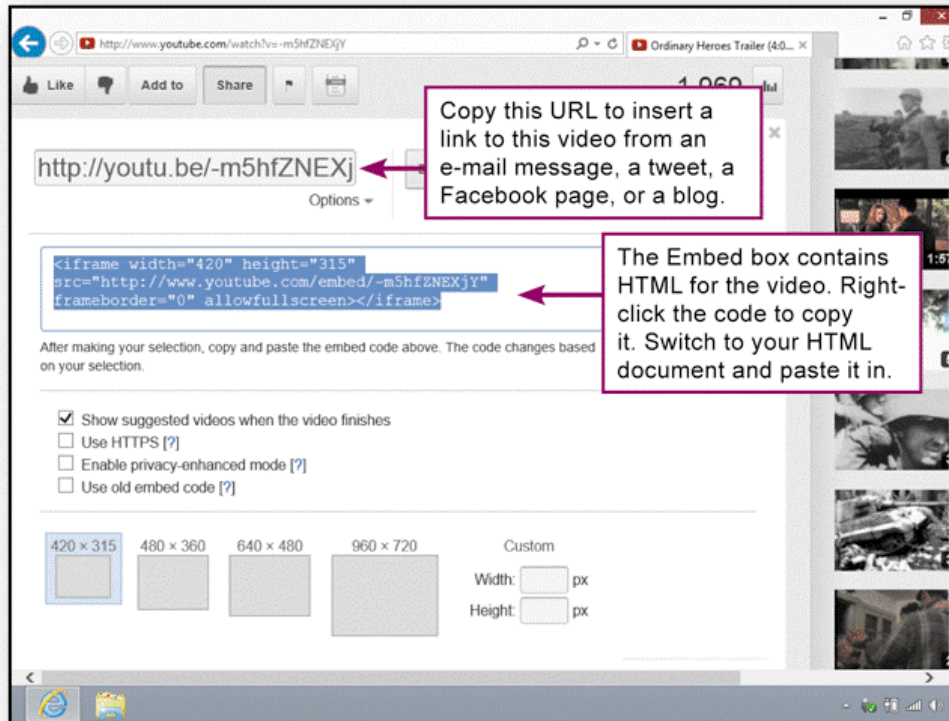 http://www.youtube.com/watch?v=-m5hfZNEXjY
Ordinary Heroes Trailer (4:0...
Like
Add to
Share
1,969
Copy this URL to insert a
link to this video from an
e-mail message, a tweet, a
Facebook page, or a blog.
http://youtu.be/-m5hfZNEXj
Options
<iframe width="420" height="315"
src="http://www.youtube.com/embed/-m5hfZNEXjY"
frameborder="0" allowfullscreen></iframe>
The Embed box contains
HTML for the video. Right-
click the code to copy
it. Switch to your HTML
document and paste it in.
1:57
After making your selection, copy and paste the embed code above. The code changes based
on your selection.
Show suggested videos when the video finishes
Use HTTPS [?]
Enable privacy-enhanced mode [?]
Use old embed code [?]
420 × 315 480 × 360 640 × 480 960 × 720 Custom
Width: px
Height: px